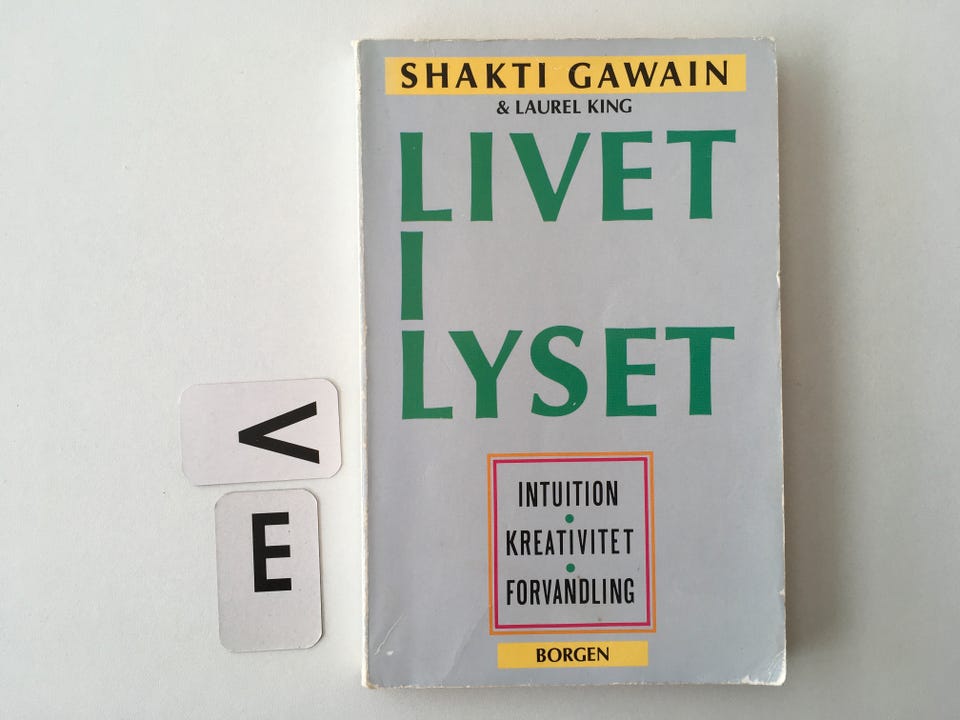 SHAKTI GAWAIN
& LAUREL KING
LIVET
I
LYSET
INTUITION
KREATIVITET
FORVANDLING
BORGEN
V
E